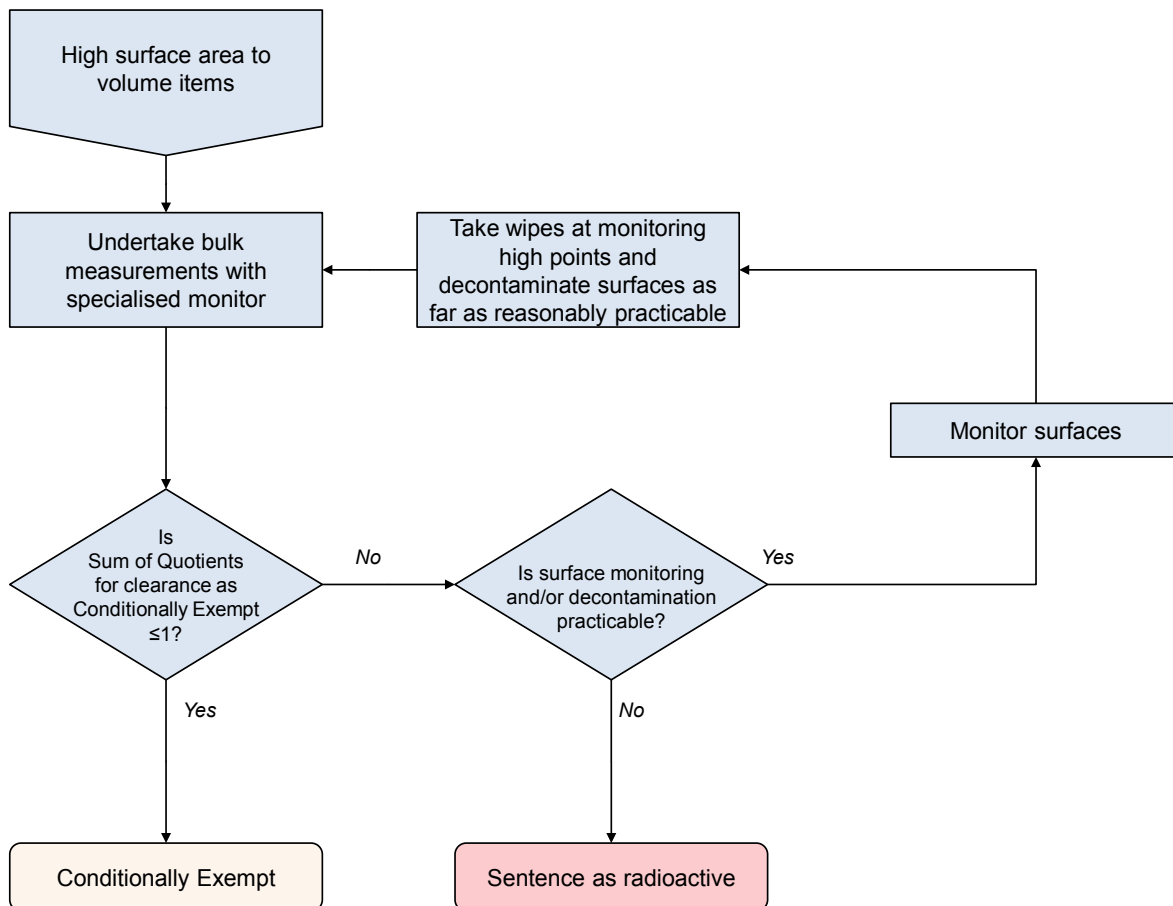 High surface area to
volume items
Undertake bulk
measurements with
specialised monitor
Take wipes at monitoring
high points and
decontaminate surfaces as
far as reasonably practicable
Monitor surfaces
Is
Sum of Quotients
for clearance as
Conditionally Exempt
≤1?
No
Is surface monitoring
and/or decontamination
practicable?
Yes
Yes
No
Conditionally Exempt
Sentence as radioactive